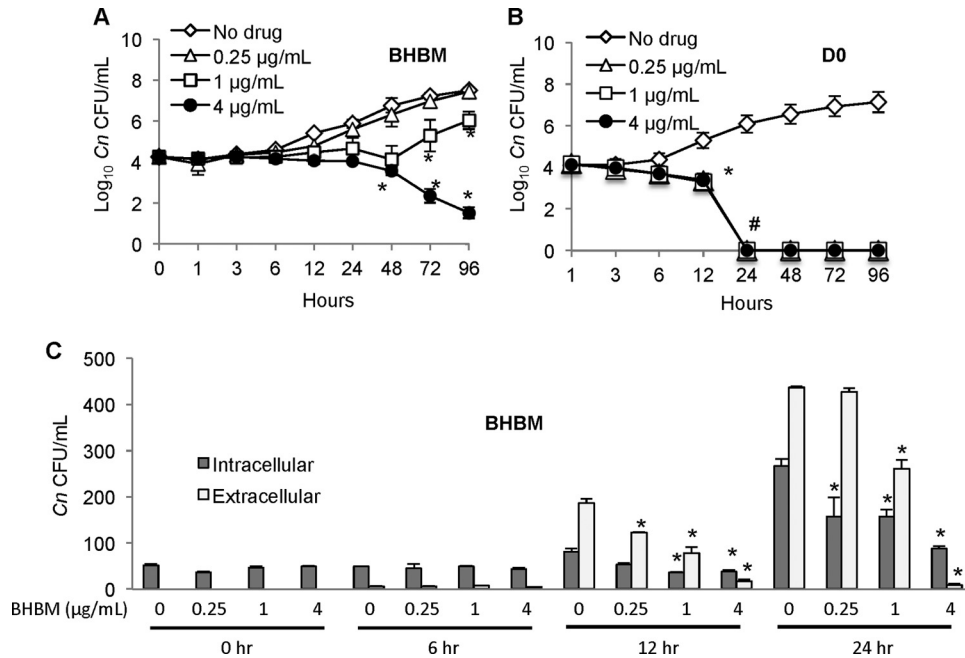 A
BHBM
No drug
0.25 µg/mL
1 µg/mL
4 µg/mL
Log10 Cn CFU/mL
10
8
6
4
2
0
* * * * *
0 1 3 6 12 24 48 72 96
Hours
B
D0
No drug
0.25 µg/mL
1 µg/mL
4 µg/mL
Log10 Cn CFU/mL
10
8
6
4
2
0
*
#
1 3 6 12 24 48 72 96
Hours
C
BHBM
Intracellular
Extracellular
Cn CFU/mL
500
400
300
200
100
0
* * * * * * * * * *
BHBM (µg/mL) 0 0.25 1 4 0 0.25 1 4 0 0.25 1 4 0 0.25 1 4
0 hr 6 hr 12 hr 24 hr